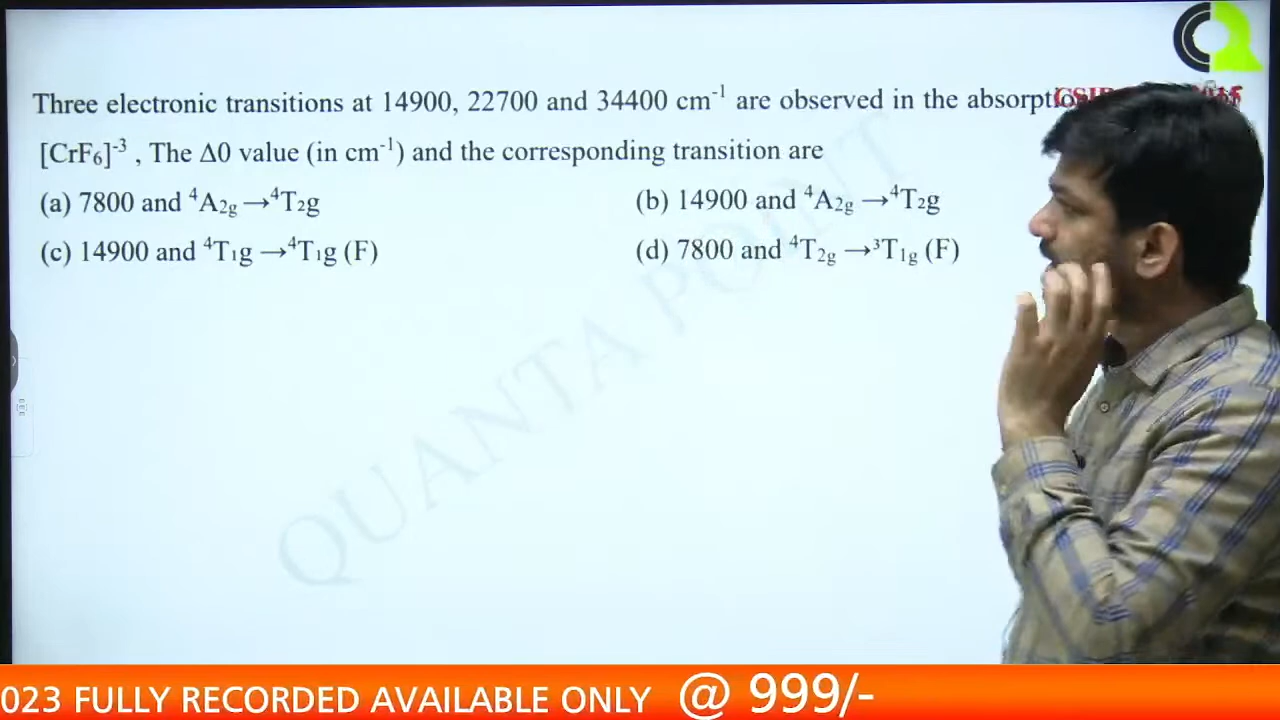 Three electronic transitions at 14900, 22700 and 34400 cm⁻¹ are observed in the
[CrF₆]⁻³ , The Δ0 value (in cm⁻¹) and the corresponding transition are
(a) 7800 and ⁴A₂g →⁴T₂g
(b) 14900 and ⁴A₂g →⁴T₂g
(c) 14900 and ⁴T₁g →⁴T₁g (F)
(d) 7800 and ⁴T₂g →³T₁g (F)
QUANTA POINT
023 FULLY RECORDED AVAILABLE ONLY @ 999/-